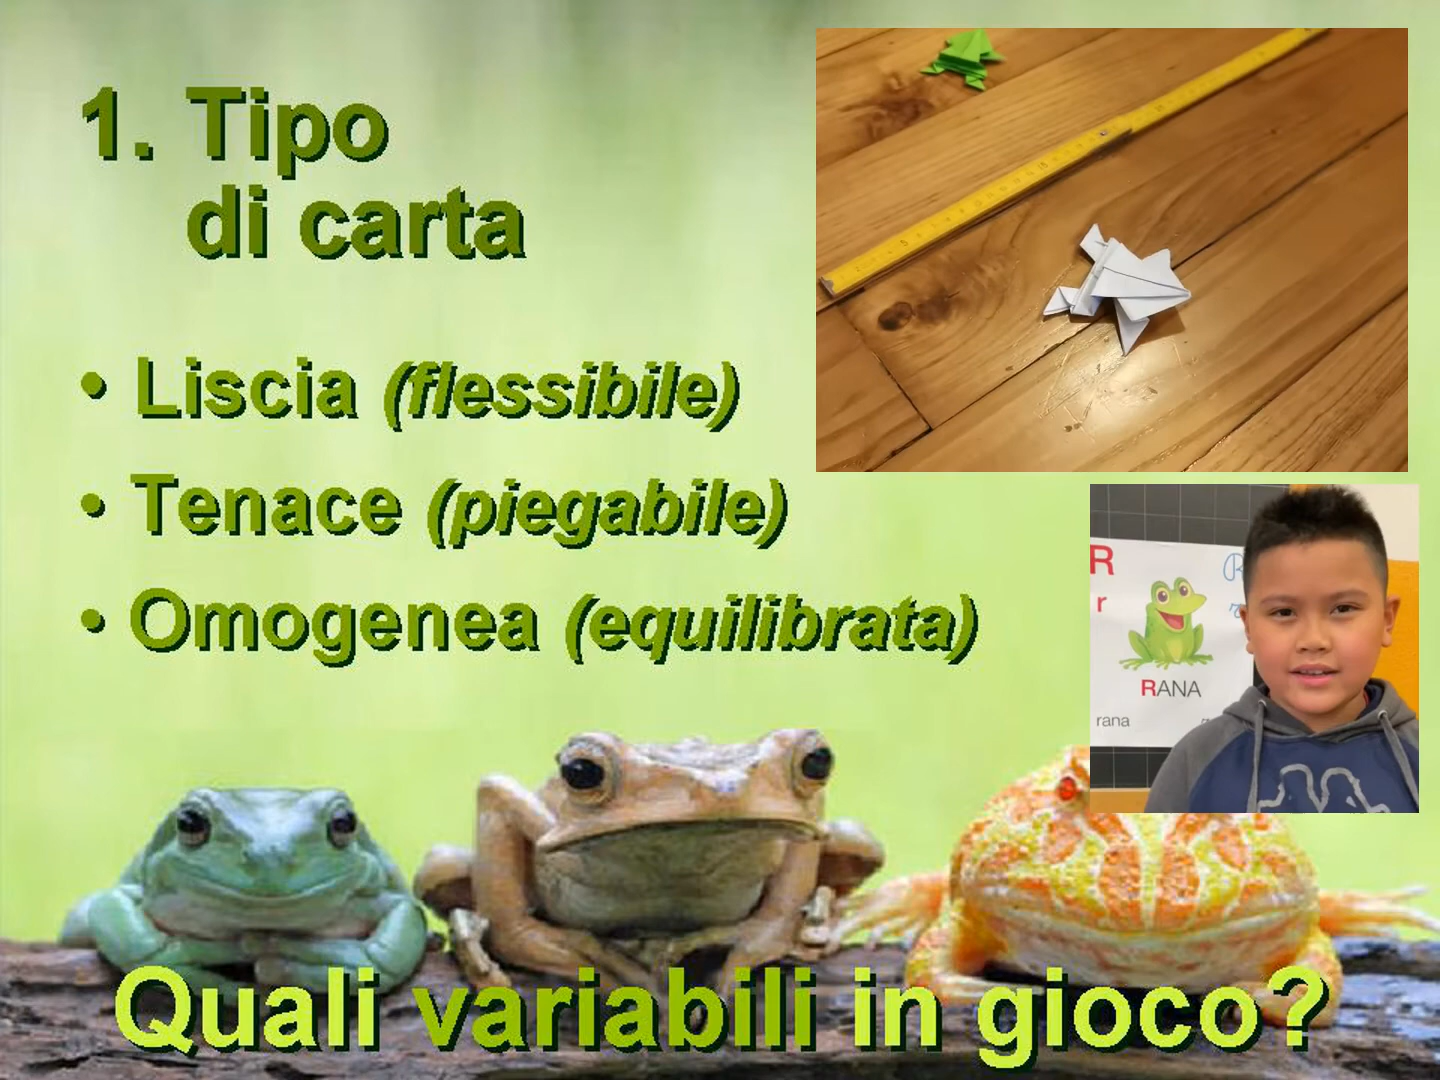 1. Tipo
di carta
• Liscia (flessibile)
• Tenace (piegabile)
• Omogenea (equilibrata)
R
r
RANA
rana
Quali variabili in gioco?